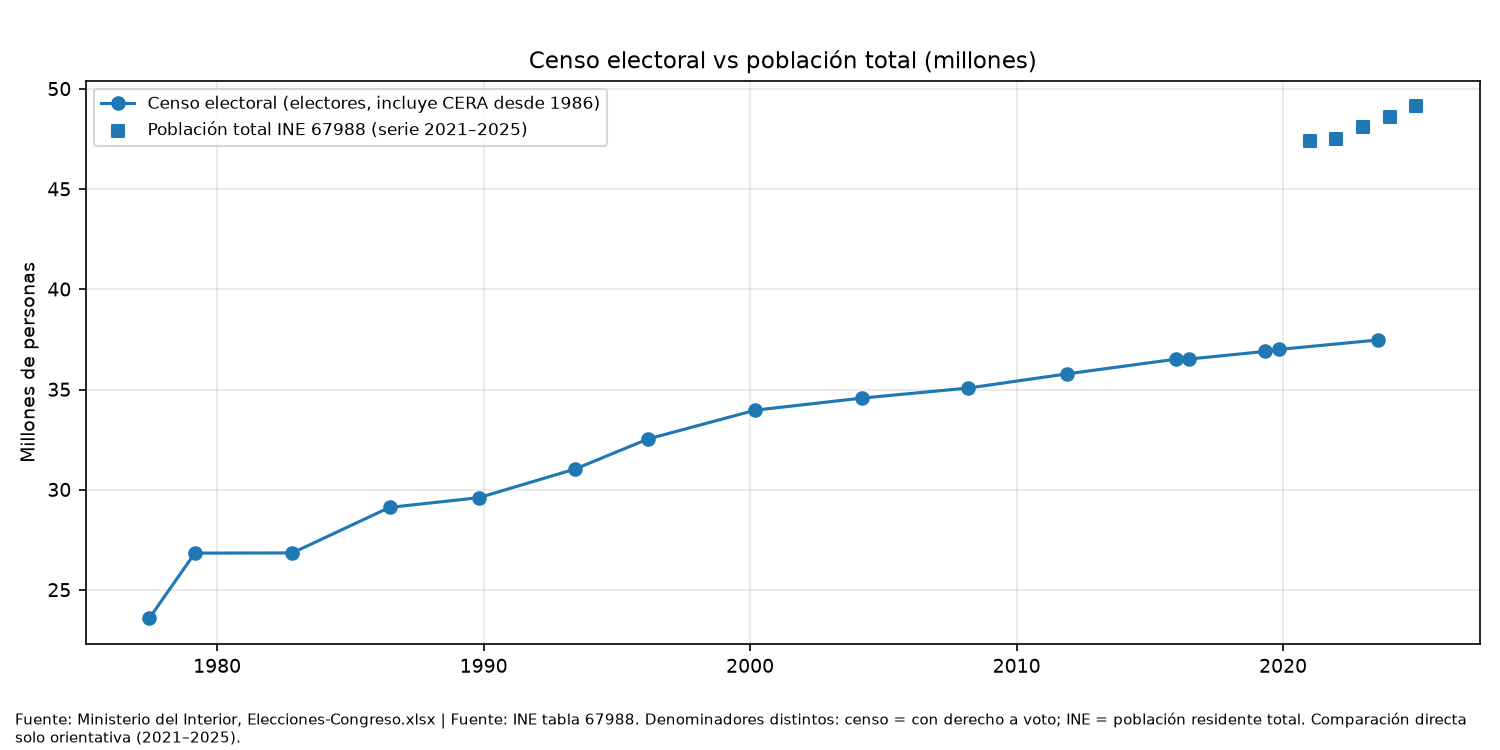 Censo electoral vs población total (millones)
Censo electoral (electores, incluye CERA desde 1986)
Población total INE 67988 (serie 2021–2025)
Millones de personas
50
45
40
35
30
25
1980
1990
2000
2010
2020
Fuente: Ministerio del Interior, Elecciones-Congreso.xlsx | Fuente: INE tabla 67988. Denominadores distintos: censo = con derecho a voto; INE = población residente total. Comparación directa
solo orientativa (2021–2025).